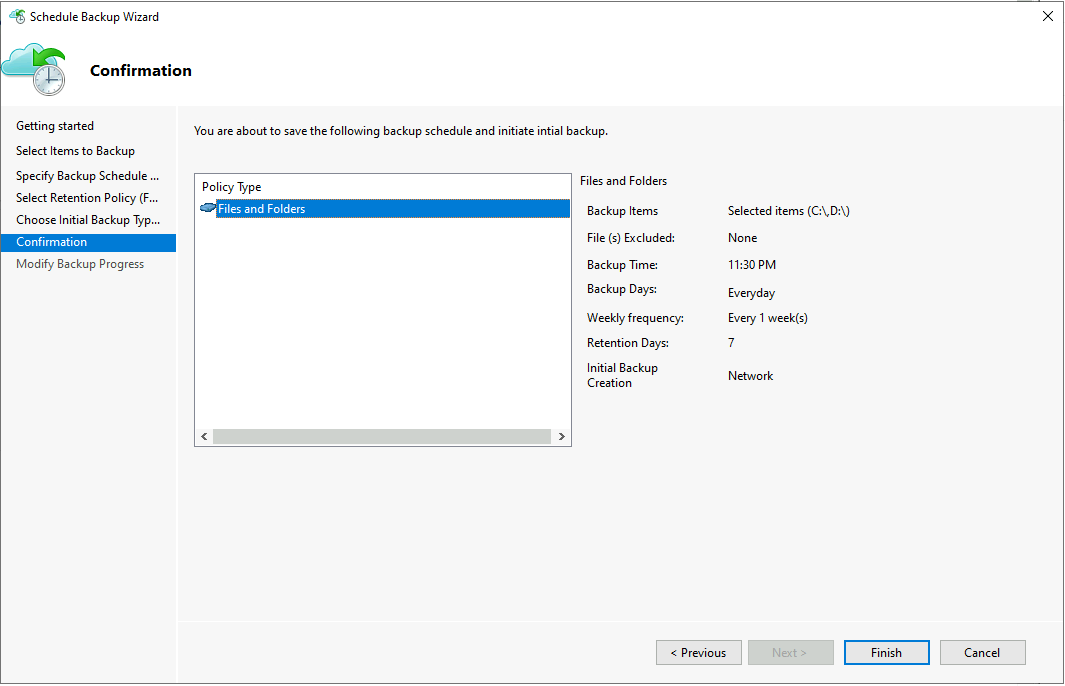 Schedule Backup Wizard
Confirmation
Getting started
Select Items to Backup
Specify Backup Schedule ...
Select Retention Policy (F...
Choose Initial Backup Typ...
Confirmation
Modify Backup Progress
You are about to save the following backup schedule and initiate intial backup.
Policy Type
Files and Folders
Files and Folders
Backup Items Selected items (C:\,D:\)
File (s) Excluded: None
Backup Time: 11:30 PM
Backup Days: Everyday
Weekly frequency: Every 1 week(s)
Retention Days: 7
Initial Backup
Creation Network
< Previous Next > Finish Cancel